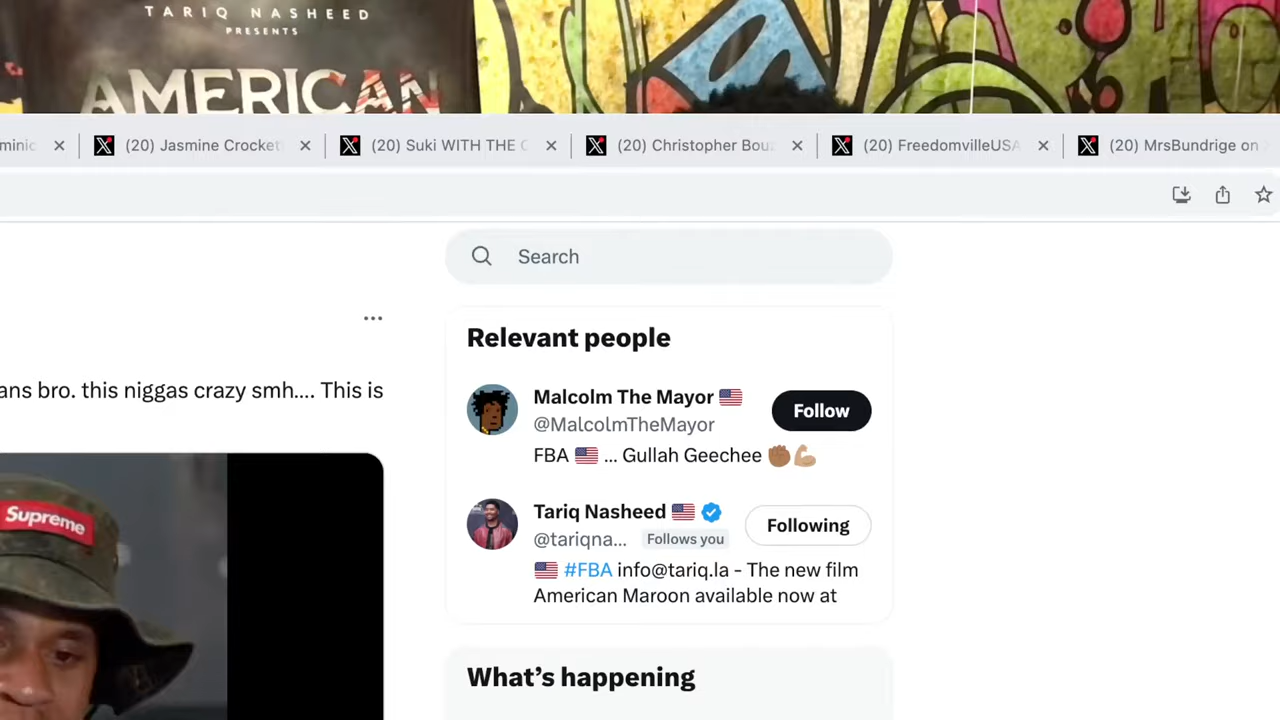 TARIQ NASHEED
PRESENTS
AMERICAN
(20) Jasmine Crocket
(20) Suki WITH THE
(20) Christopher Bou
(20) FreedomvilleUSA
(20) MrsBundrige on
Search
Relevant people
ans bro. this niggas crazy smh.... This is
Malcolm The Mayor 🇺🇸
@MalcolmTheMayor
Follow
FBA 🇺🇸 ... Gullah Geechee ✊🏾💪🏼
Supreme
Tariq Nasheed 🇺🇸
@tariqna... Follows you
Following
🇺🇸 #FBA info@tariq.la - The new film
American Maroon available now at
What's happening